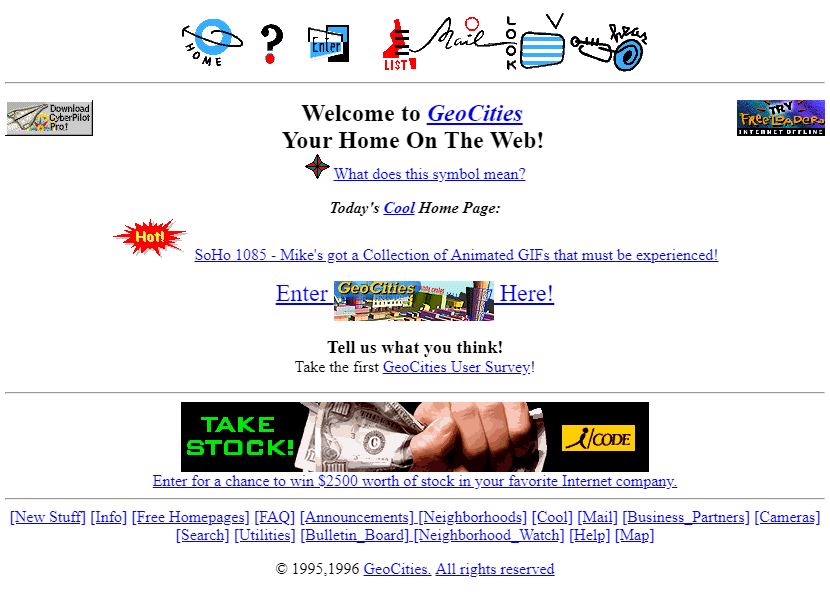 HOME
?
Enter
LIST
Mail
LOOK
hear
Download
CyberPilot
Pro!
Welcome to GeoCities
Your Home On The Web!
TRY
FREELOADER
INTERNET OFFLINE
What does this symbol mean?
Today's Cool Home Page:
Hot!
SoHo 1085 - Mike's got a Collection of Animated GIFs that must be experienced!
Enter GeoCities Here!
Tell us what you think!
Take the first GeoCities User Survey!
TAKE
STOCK!
i/CODE
Enter for a chance to win $2500 worth of stock in your favorite Internet company.
[New Stuff] [Info] [Free Homepages] [FAQ] [Announcements] [Neighborhoods] [Cool] [Mail] [Business_Partners] [Cameras]
[Search] [Utilities] [Bulletin_Board] [Neighborhood_Watch] [Help] [Map]
© 1995,1996 GeoCities. All rights reserved